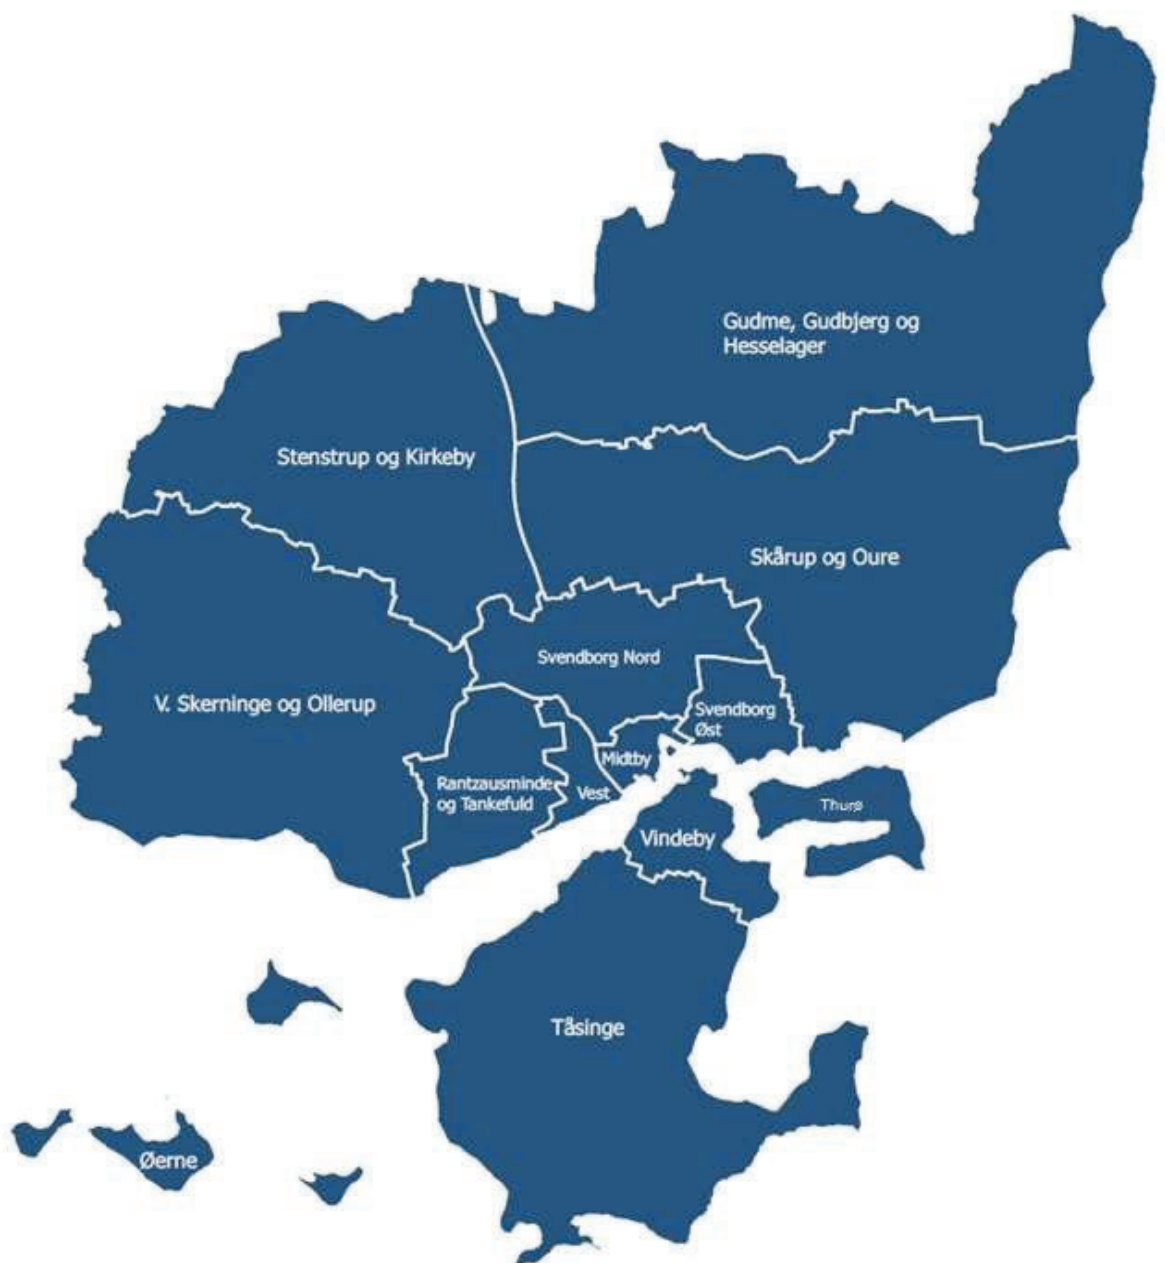 Gudme, Gudbjerg og
Hesselager
Stenstrup og Kirkeby
Skårup og Oure
Svendborg Nord
V. Skerninge og Ollerup
Svendborg
Øst
Midtby
Rantzausminde
og Tankefuld
Vest
Thurø
Vindeby
Tåsinge
Øerne